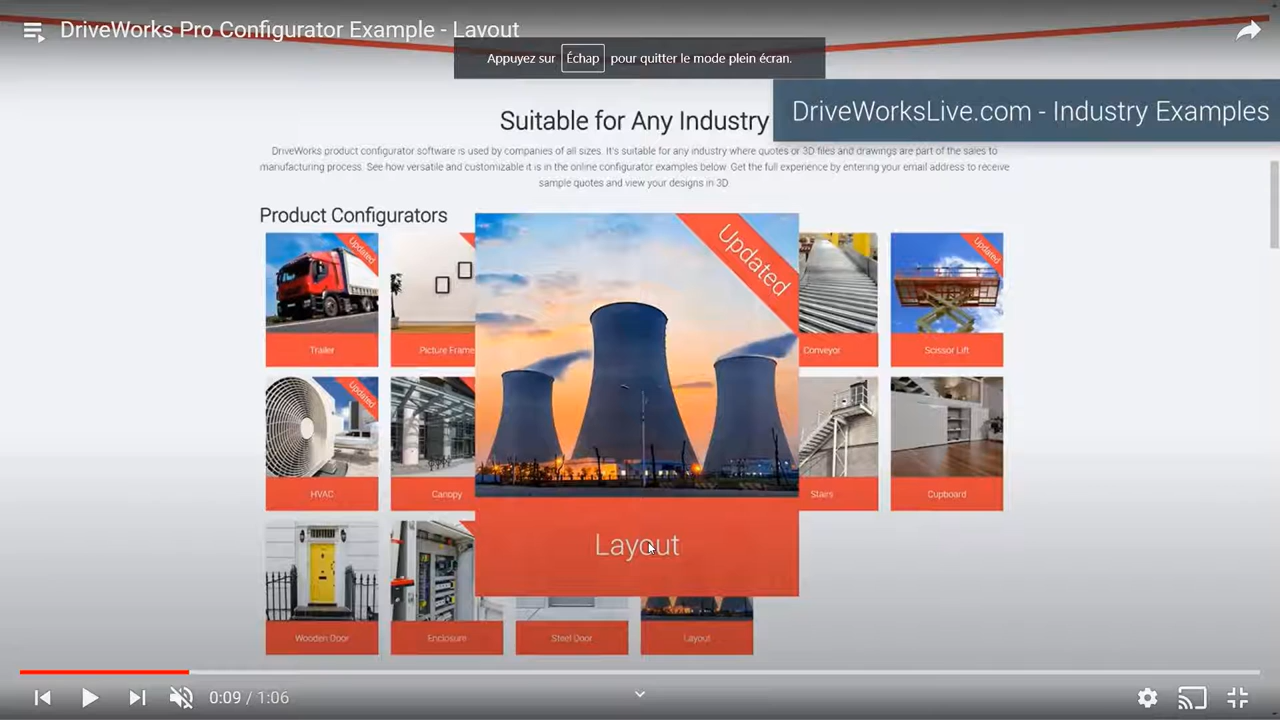 DriveWorks Pro Configurator Example - Layout
Appuyez sur Échap pour quitter le mode plein écran.
DriveWorksLive.com - Industry Examples
Suitable for Any Industry
DriveWorks product configurator software is used by companies of all sizes. It's suitable for any industry where quotes or 3D files and drawings are part of the sales to
manufacturing process. See how versatile and customizable it is in the online configurator examples below. Get the full experience by entering your email address to receive
sample quotes and view your designs in 3D.
Product Configurators
Updated
Updated
Updated
Trailer
Picture Frame
Conveyor
Scissor Lift
Updated
HVAC
Canopy
Stairs
Cupboard
Layout
Wooden Door
Enclosure
Steel Door
Layout
0:09 / 1:06